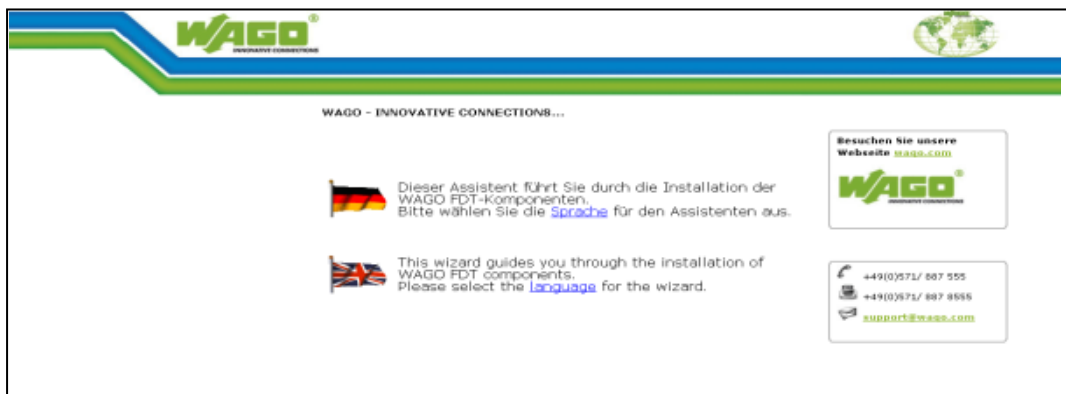 WAGO®
INNOVATIVE CONNECTIONS
WAGO - INNOVATIVE CONNECTIONS...
Dieser Assistent führt Sie durch die Installation der
WAGO FDT-Komponenten.
Bitte wählen Sie die Sprache für den Assistenten aus.
This wizard guides you through the installation of
WAGO FDT components.
Please select the language for the wizard.
Besuchen Sie unsere
Webseite wago.com
WAGO®
INNOVATIVE CONNECTIONS
+49(0)571/ 887 555
+49(0)571/ 887 8555
support@wago.com